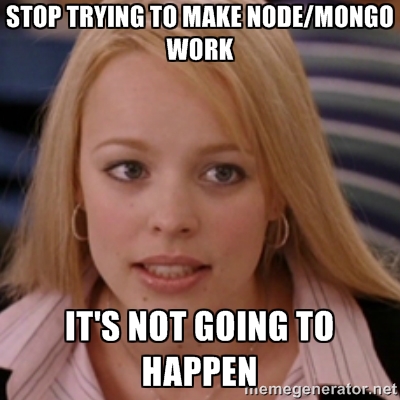 STOP TRYING TO MAKE NODE/MONGO
WORK
IT'S NOT GOING TO
HAPPEN
memegenerator.net